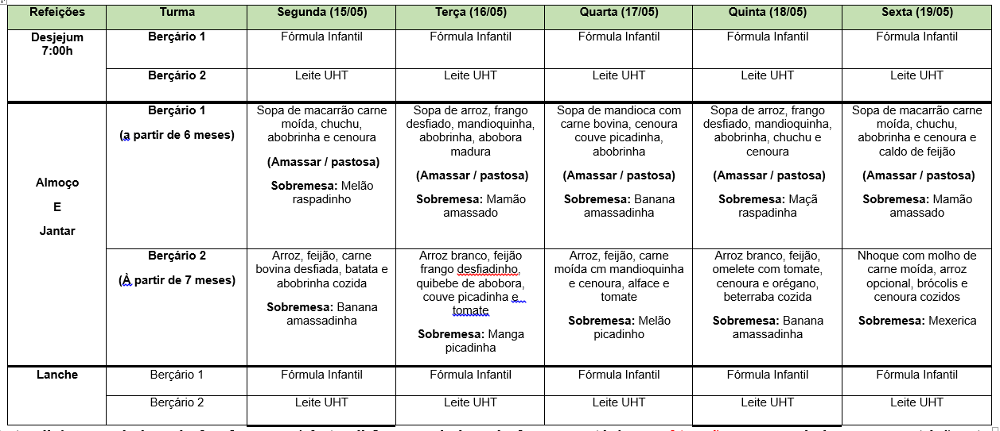 Refeições Turma Segunda (15/05) Terça (16/05) Quarta (17/05) Quinta (18/05) Sexta (19/05)
Desjejum
7:00h
Berçário 1 Fórmula Infantil Fórmula Infantil Fórmula Infantil Fórmula Infantil Fórmula Infantil
Berçário 2 Leite UHT Leite UHT Leite UHT Leite UHT Leite UHT
Almoço
E
Jantar
Berçário 1
(a partir de 6 meses)
Sopa de macarrão carne
moída, chuchu,
abobrinha e cenoura
(Amassar / pastosa)
Sobremesa: Melão
raspadinho
Sopa de arroz, frango
desfiado, mandioquinha,
abobrinha, abobora
madura
(Amassar / pastosa)
Sobremesa: Mamão
amassado
Sopa de mandioca com
carne bovina, cenoura
couve picadinha,
abobrinha
(Amassar / pastosa)
Sobremesa: Banana
amassadinha
Sopa de arroz, frango
desfiado, mandioquinha,
abobrinha, chuchu e
cenoura
(Amassar / pastosa)
Sobremesa: Maçã
raspadinha
Sopa de macarrão carne
moída, chuchu,
abobrinha e cenoura e
caldo de feijão
(Amassar / pastosa)
Sobremesa: Mamão
amassado
Berçário 2
(À partir de 7 meses)
Arroz, feijão, carne
bovina desfiada, batata e
abobrinha cozida
Sobremesa: Banana
amassadinha
Arroz branco, feijão
frango desfiadinho,
quibebe de abobora,
couve picadinha e
tomate
Sobremesa: Manga
picadinha
Arroz, feijão, carne
moída cm mandioquinha
e cenoura, alface e
tomate
Sobremesa: Melão
picadinho
Arroz branco, feijão,
omelete com tomate,
cenoura e orégano,
beterraba cozida
Sobremesa: Banana
amassadinha
Nhoque com molho de
carne moída, arroz
opcional, brócolis e
cenoura cozidos
Sobremesa: Mexerica
Lanche
Berçário 1 Fórmula Infantil Fórmula Infantil Fórmula Infantil Fórmula Infantil Fórmula Infantil
Berçário 2 Leite UHT Leite UHT Leite UHT Leite UHT Leite UHT